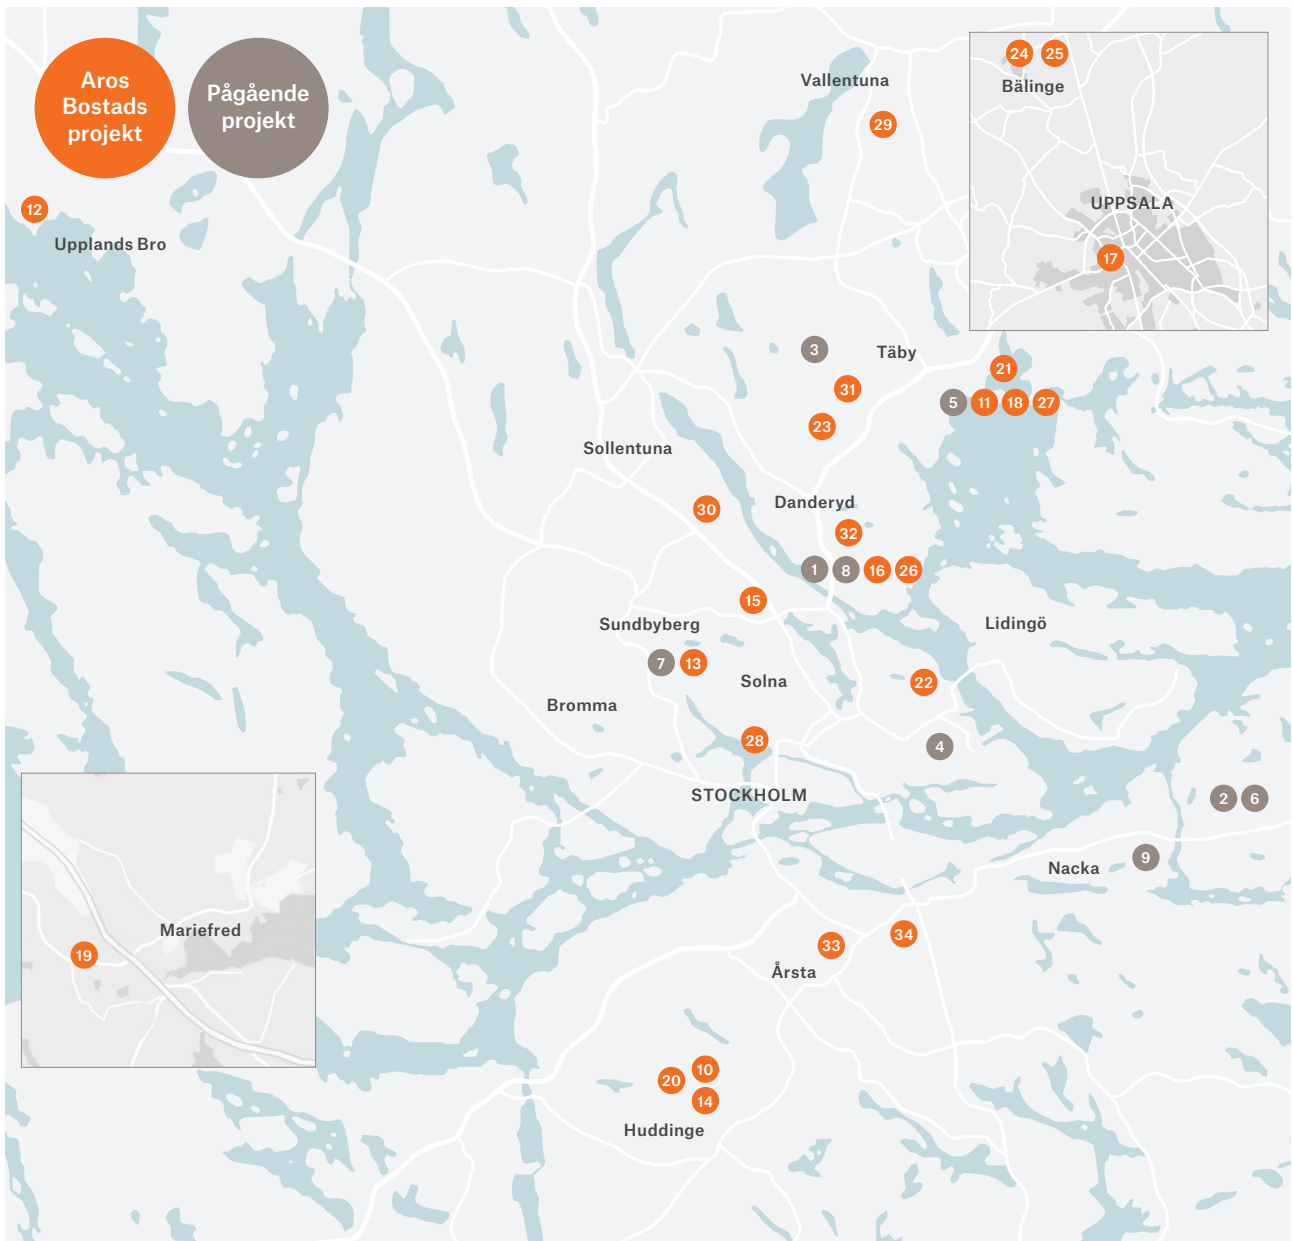 Aros
Bostads
projekt
Pågående
projekt
Vallentuna
29
24 25
Bälinge
UPPSALA
17
12
Upplands Bro
3
Täby
31
23
21
5 11 18 27
Sollentuna
30
Danderyd
32
1 8 16 26
15
Sundbyberg
7 13
Solna
Bromma
Lidingö
22
28
4
STOCKHOLM
2 6
9
Nacka
Mariefred
19
33
34
Årsta
10
20
14
Huddinge